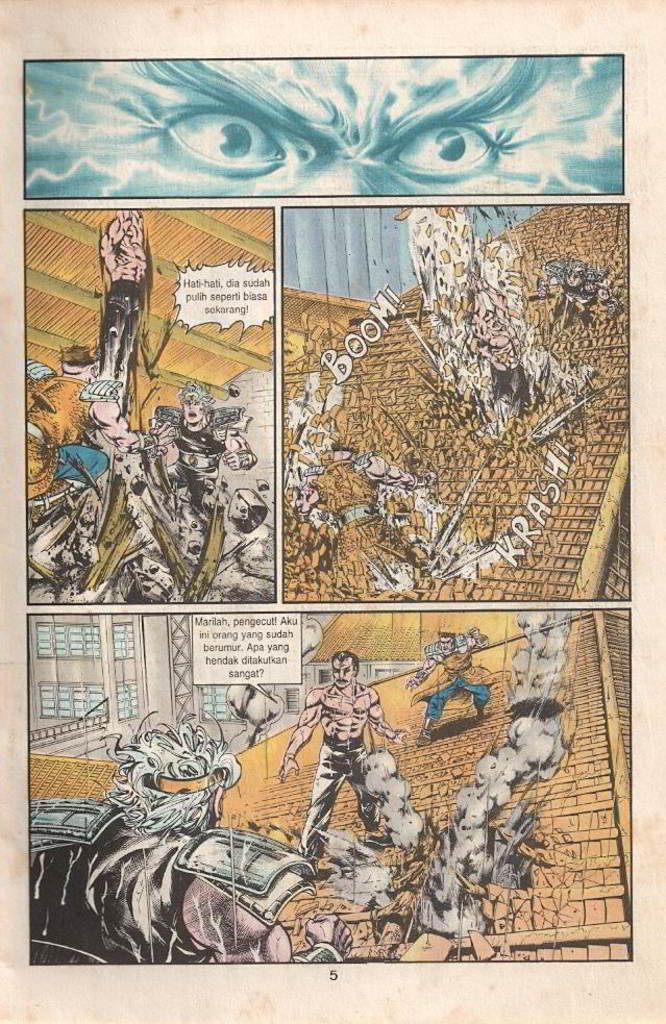 Hati-hati, dia sudah
pulih seperti biasa
sekarang!
BOOM!
KRASH!
Marilah, pengecut! Aku
ini orang yang sudah
berumur. Apa yang
hendak ditakutkan
sangat?
5